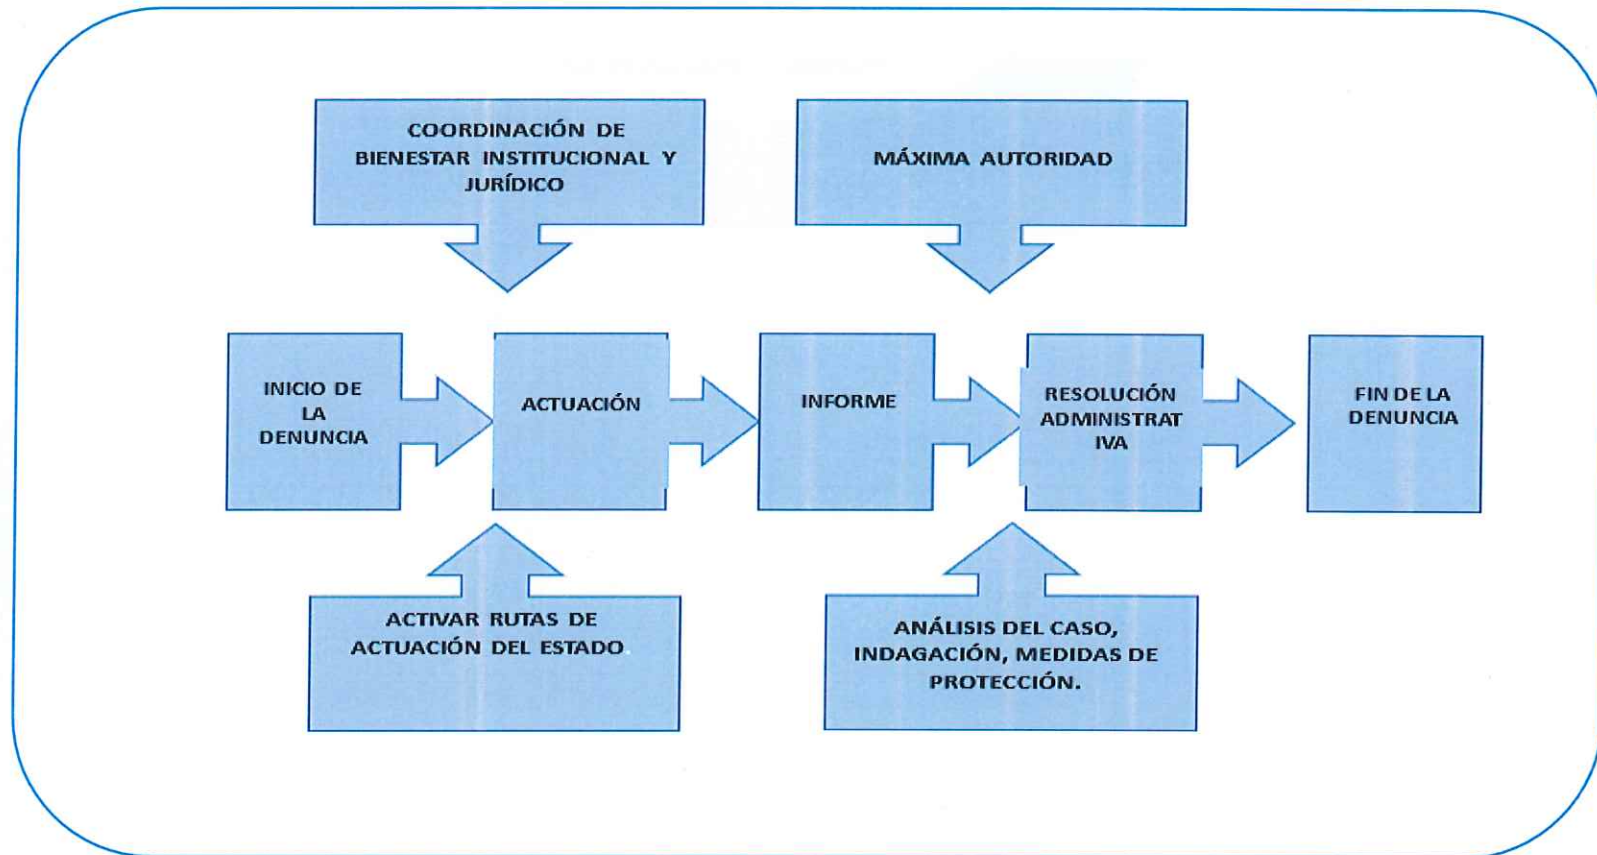 COORDINACIÓN DE
BIENESTAR INSTITUCIONAL Y
JURÍDICO
MÁXIMA AUTORIDAD
INICIO DE
LA
DENUNCIA
ACTUACIÓN
INFORME
RESOLUCIÓN
ADMINISTRAT
IVA
FIN DE LA
DENUNCIA
ACTIVAR RUTAS DE
ACTUACIÓN DEL ESTADO
ANÁLISIS DEL CASO,
INDAGACIÓN, MEDIDAS DE
PROTECCIÓN.